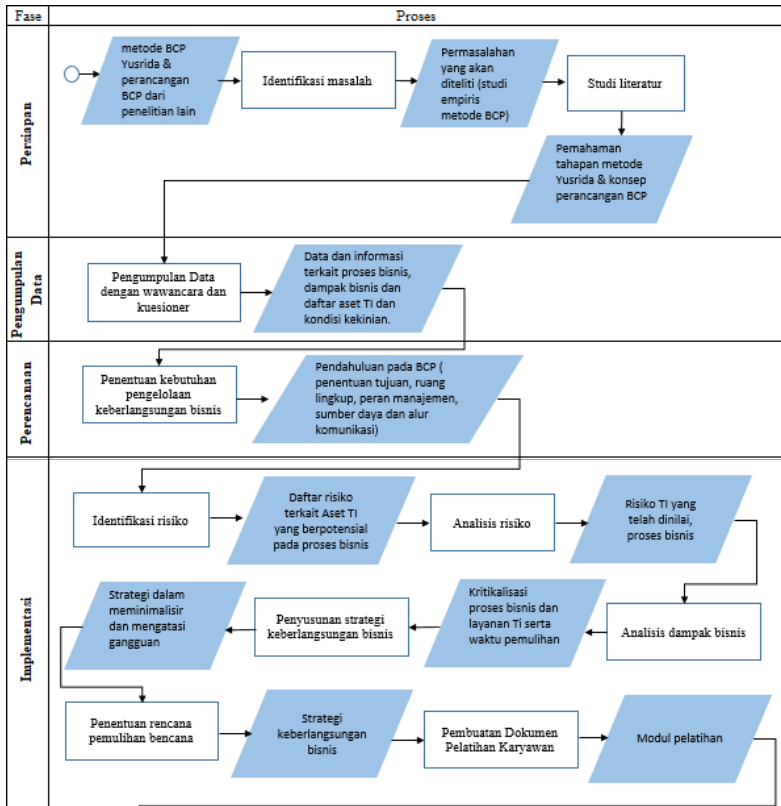 Fase
Proses
Persiapan
metode BCP
Yusrida &
perancangan
BCP dari
penelitian lain
Identifikasi masalah
Permasalahan
yang akan
diteliti (studi
empiris
metode BCP)
Studi literatur
Pemahaman
tahapan metode
Yusrida & konsep
perancangan BCP
Pengumpulan
Data
Pengumpulan Data
dengan wawancara dan
kuesioner
Data dan informasi
terkait proses bisnis,
dampak bisnis dan
daftar aset TI dan
kondisi kekinian.
Perencanaan
Penentuan kebutuhan
pengelolaan
keberlangsungan bisnis
Pendahuluan pada BCP (
penentuan tujuan, ruang
lingkup, peran manajemen,
sumber daya dan alur
komunikasi)
Implementasi
Identifikasi risiko
Daftar risiko
terkait Aset TI
yang berpotensial
pada proses bisnis
Analisis risiko
Risiko TI yang
telah dinilai,
proses bisnis
Analisis dampak bisnis
Kritikalisasi
proses bisnis dan
layanan Ti serta
waktu pemulihan
Penyusunan strategi
keberlangsungan bisnis
Strategi dalam
meminimalisir
dan mengatasi
gangguan
Penentuan rencana
pemulihan bencana
Strategi
keberlangsungan
bisnis
Pembuatan Dokumen
Pelatihan Karyawan
Modul pelatihan